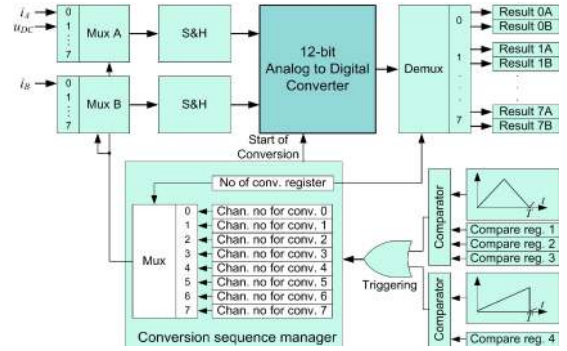 i_A
u_DC
0
1
7
Mux A
S&H
12-bit
Analog to Digital
Converter
Demux
0
1
7
Result 0A
Result 0B
Result 1A
Result 1B
Result 7A
Result 7B
i_B
0
1
7
Mux B
S&H
Start of
Conversion
No of conv. register
Mux
0 Chan. no for conv. 0
1 Chan. no for conv. 1
2 Chan. no for conv. 2
3 Chan. no for conv. 3
4 Chan. no for conv. 4
5 Chan. no for conv. 5
6 Chan. no for conv. 6
7 Chan. no for conv. 7
Conversion sequence manager
Triggering
Comparator
t
T
Compare reg. 1
Compare reg. 2
Compare reg. 3
Comparator
t
T
Compare reg. 4